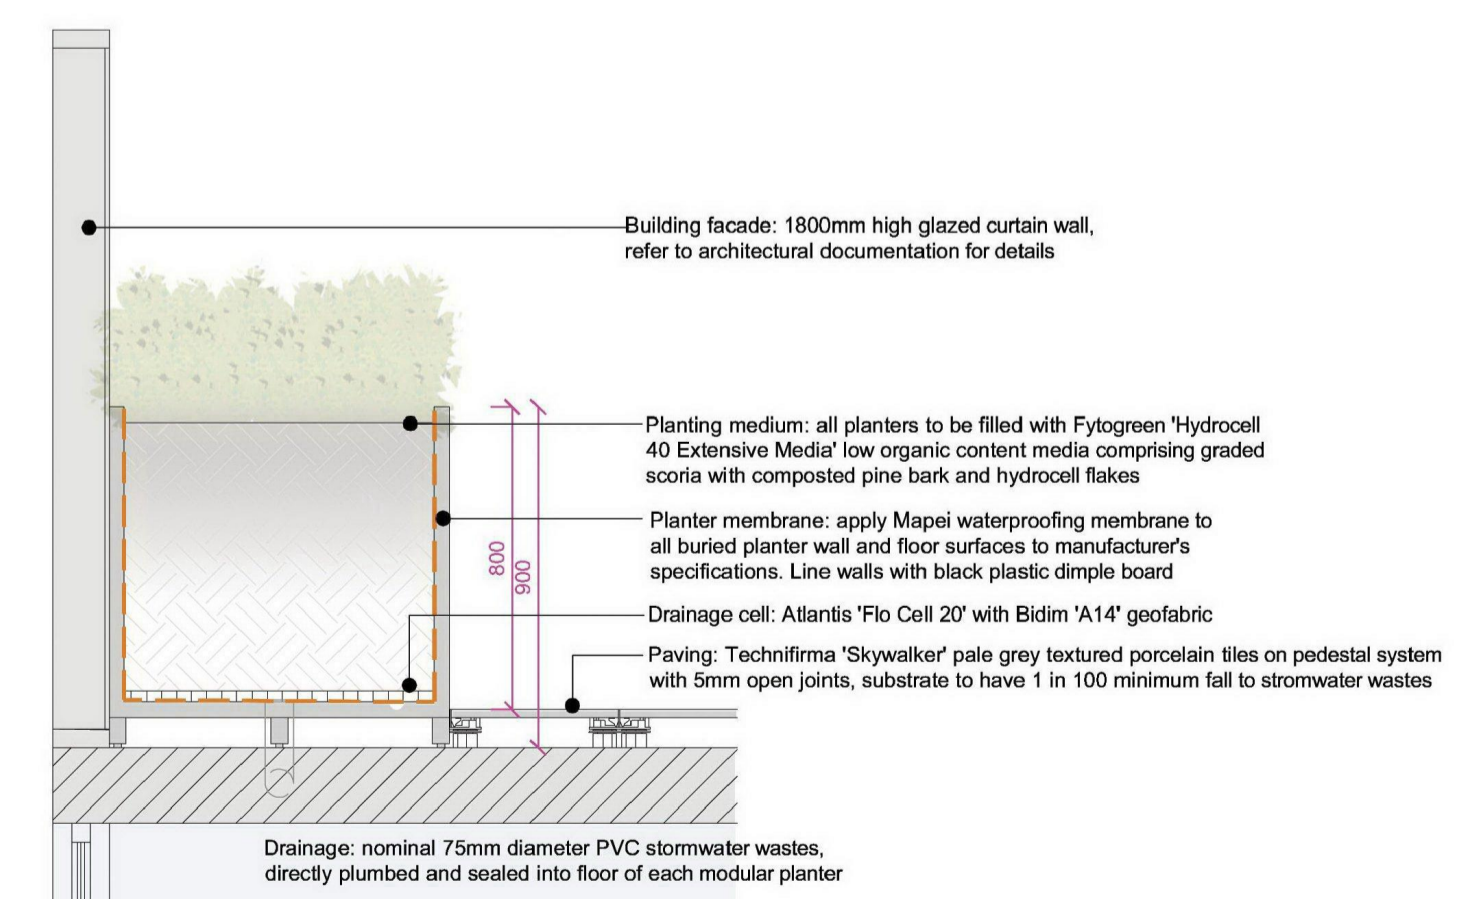 Building facade: 1800mm high glazed curtain wall,
refer to architectural documentation for details
Planting medium: all planters to be filled with Fytogreen 'Hydrocell
40 Extensive Media' low organic content media comprising graded
scoria with composted pine bark and hydrocell flakes
Planter membrane: apply Mapei waterproofing membrane to
all buried planter wall and floor surfaces to manufacturer's
specifications. Line walls with black plastic dimple board
800
900
Drainage cell: Atlantis 'Flo Cell 20' with Bidim 'A14' geofabric
Paving: Technifirma 'Skywalker' pale grey textured porcelain tiles on pedestal system
with 5mm open joints, substrate to have 1 in 100 minimum fall to stromwater wastes
Drainage: nominal 75mm diameter PVC stormwater wastes,
directly plumbed and sealed into floor of each modular planter